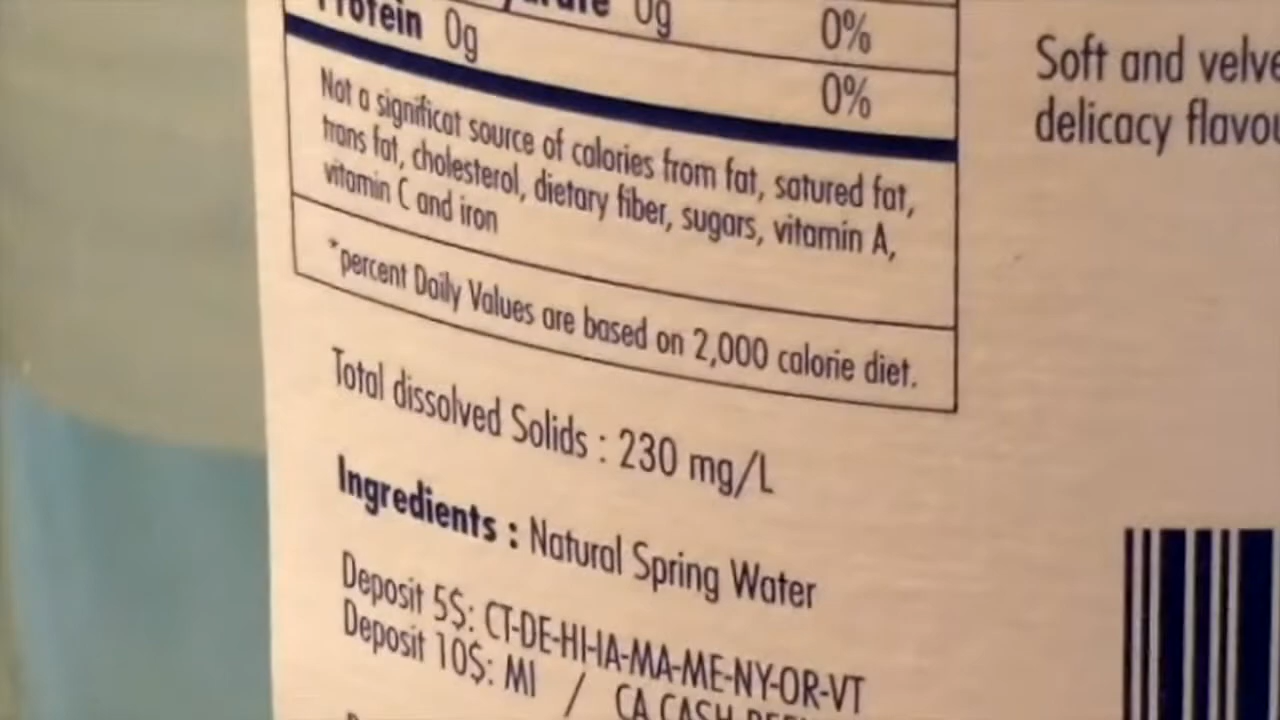 Protein 0g 0%
0g 0%
Not a significat source of calories from fat, satured fat,
trans fat, cholesterol, dietary fiber, sugars, vitamin A,
vitamin C and iron
*percent Daily Values are based on 2,000 calorie diet.
Total dissolved Solids : 230 mg/L
Ingredients : Natural Spring Water
Deposit 5$: CT-DE-HI-IA-MA-ME-NY-OR-VT
Deposit 10$: MI / CA CASH
Soft and
delicacy